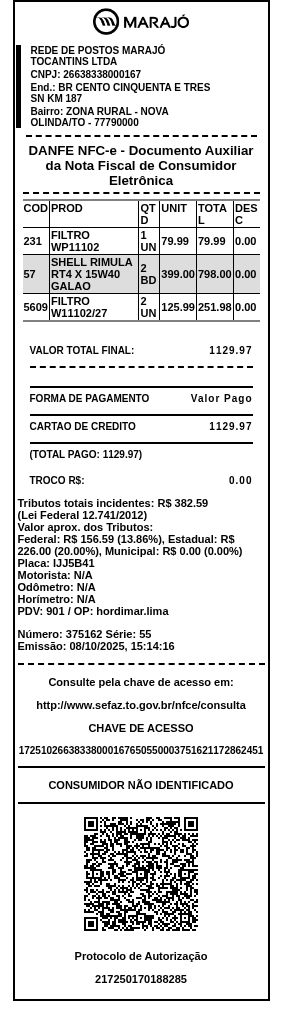 MARAJÓ
REDE DE POSTOS MARAJÓ
TOCANTINS LTDA
CNPJ: 26638338000167
End.: BR CENTO CINQUENTA E TRES
SN KM 187
Bairro: ZONA RURAL - NOVA
OLINDA/TO - 77790000
DANFE NFC-e - Documento Auxiliar
da Nota Fiscal de Consumidor
Eletrônica
COD PROD QTD UNIT TOTAL DESC
231 FILTRO WP11102 1 UN 79.99 79.99 0.00
57 SHELL RIMULA RT4 X 15W40 GALAO 2 BD 399.00 798.00 0.00
5609 FILTRO W11102/27 2 UN 125.99 251.98 0.00
VALOR TOTAL FINAL: 1129.97
FORMA DE PAGAMENTO Valor Pago
CARTAO DE CREDITO 1129.97
(TOTAL PAGO: 1129.97)
TROCO R$: 0.00
Tributos totais incidentes: R$ 382.59
(Lei Federal 12.741/2012)
Valor aprox. dos Tributos:
Federal: R$ 156.59 (13.86%), Estadual: R$
226.00 (20.00%), Municipal: R$ 0.00 (0.00%)
Placa: IJJ5B41
Motorista: N/A
Odômetro: N/A
Horímetro: N/A
PDV: 901 / OP: hordimar.lima
Número: 375162 Série: 55
Emissão: 08/10/2025, 15:14:16
Consulte pela chave de acesso em:
http://www.sefaz.to.gov.br/nfce/consulta
CHAVE DE ACESSO
17251026638338000167650550003751621172862451
CONSUMIDOR NÃO IDENTIFICADO
Protocolo de Autorização
217250170188285